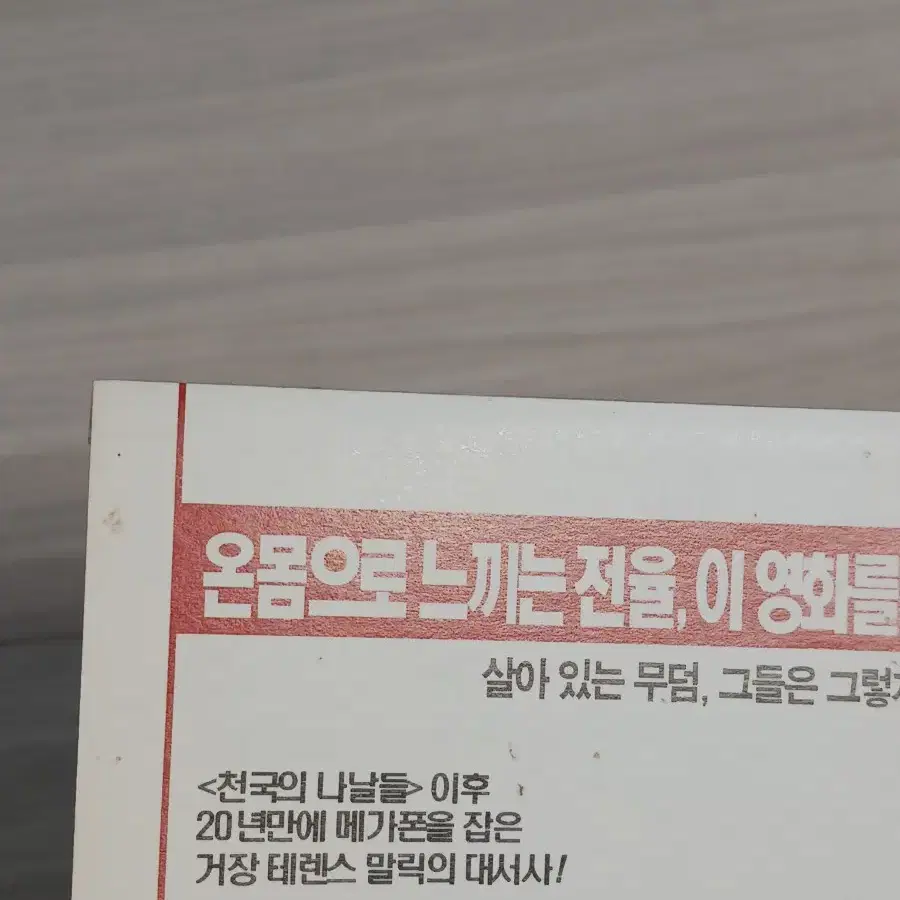 온몸으로 느끼는 전율, 이 영화를
살아 있는 무덤, 그들은
<천국의 나날들> 이후
20년만에 메가폰을 잡은
거장 테렌스 말릭의 대서사!